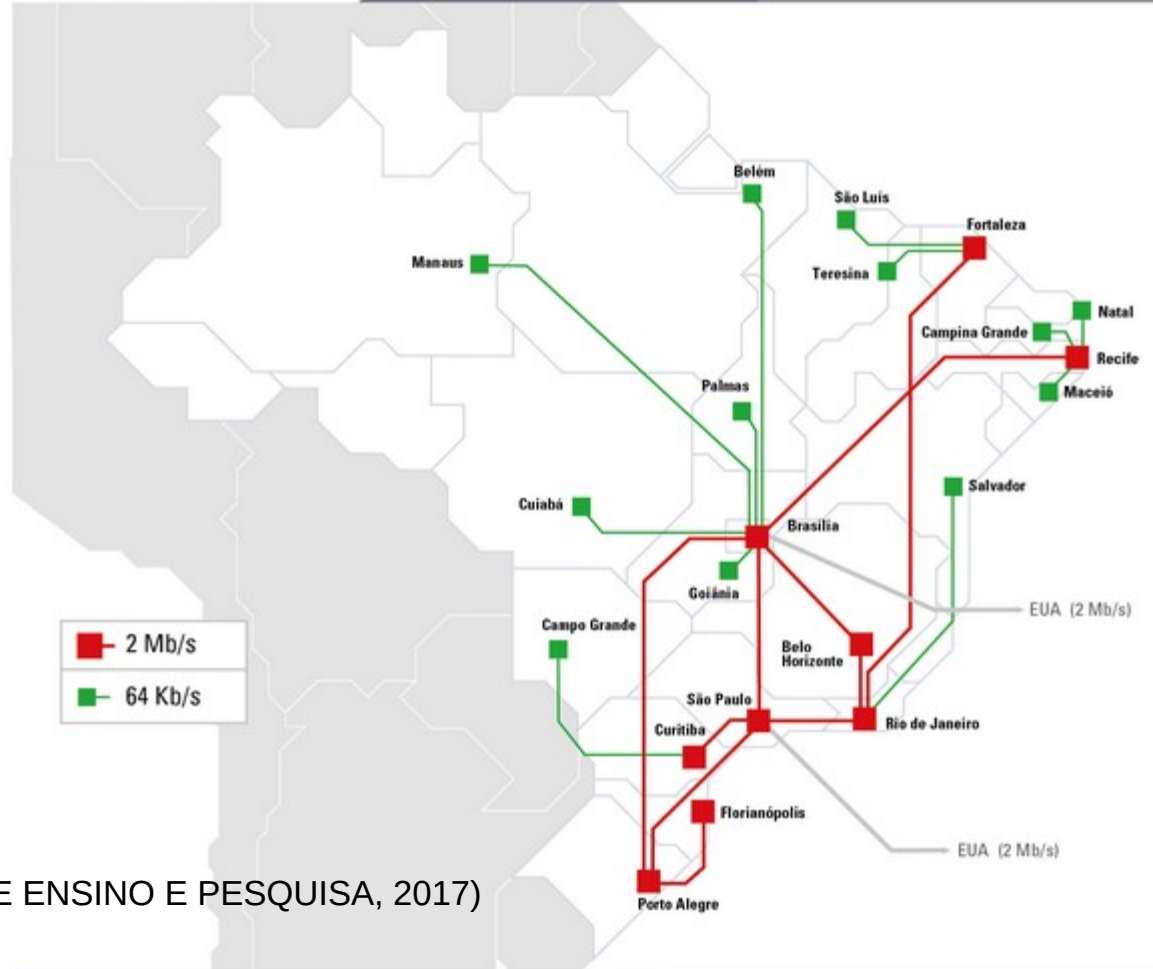 Belém
São Luís
Fortaleza
Manaus
Teresina
Natal
Campina Grande
Recife
Palmas
Maceió
Cuiabá
Salvador
Brasília
Goiânia
EUA (2 Mb/s)
Campo Grande
2 Mb/s
Belo
Horizonte
64 Kb/s
São Paulo
Curitiba
Rio de Janeiro
Florianópolis
EUA (2 Mb/s)
E ENSINO E PESQUISA, 2017)
Porto Alegre